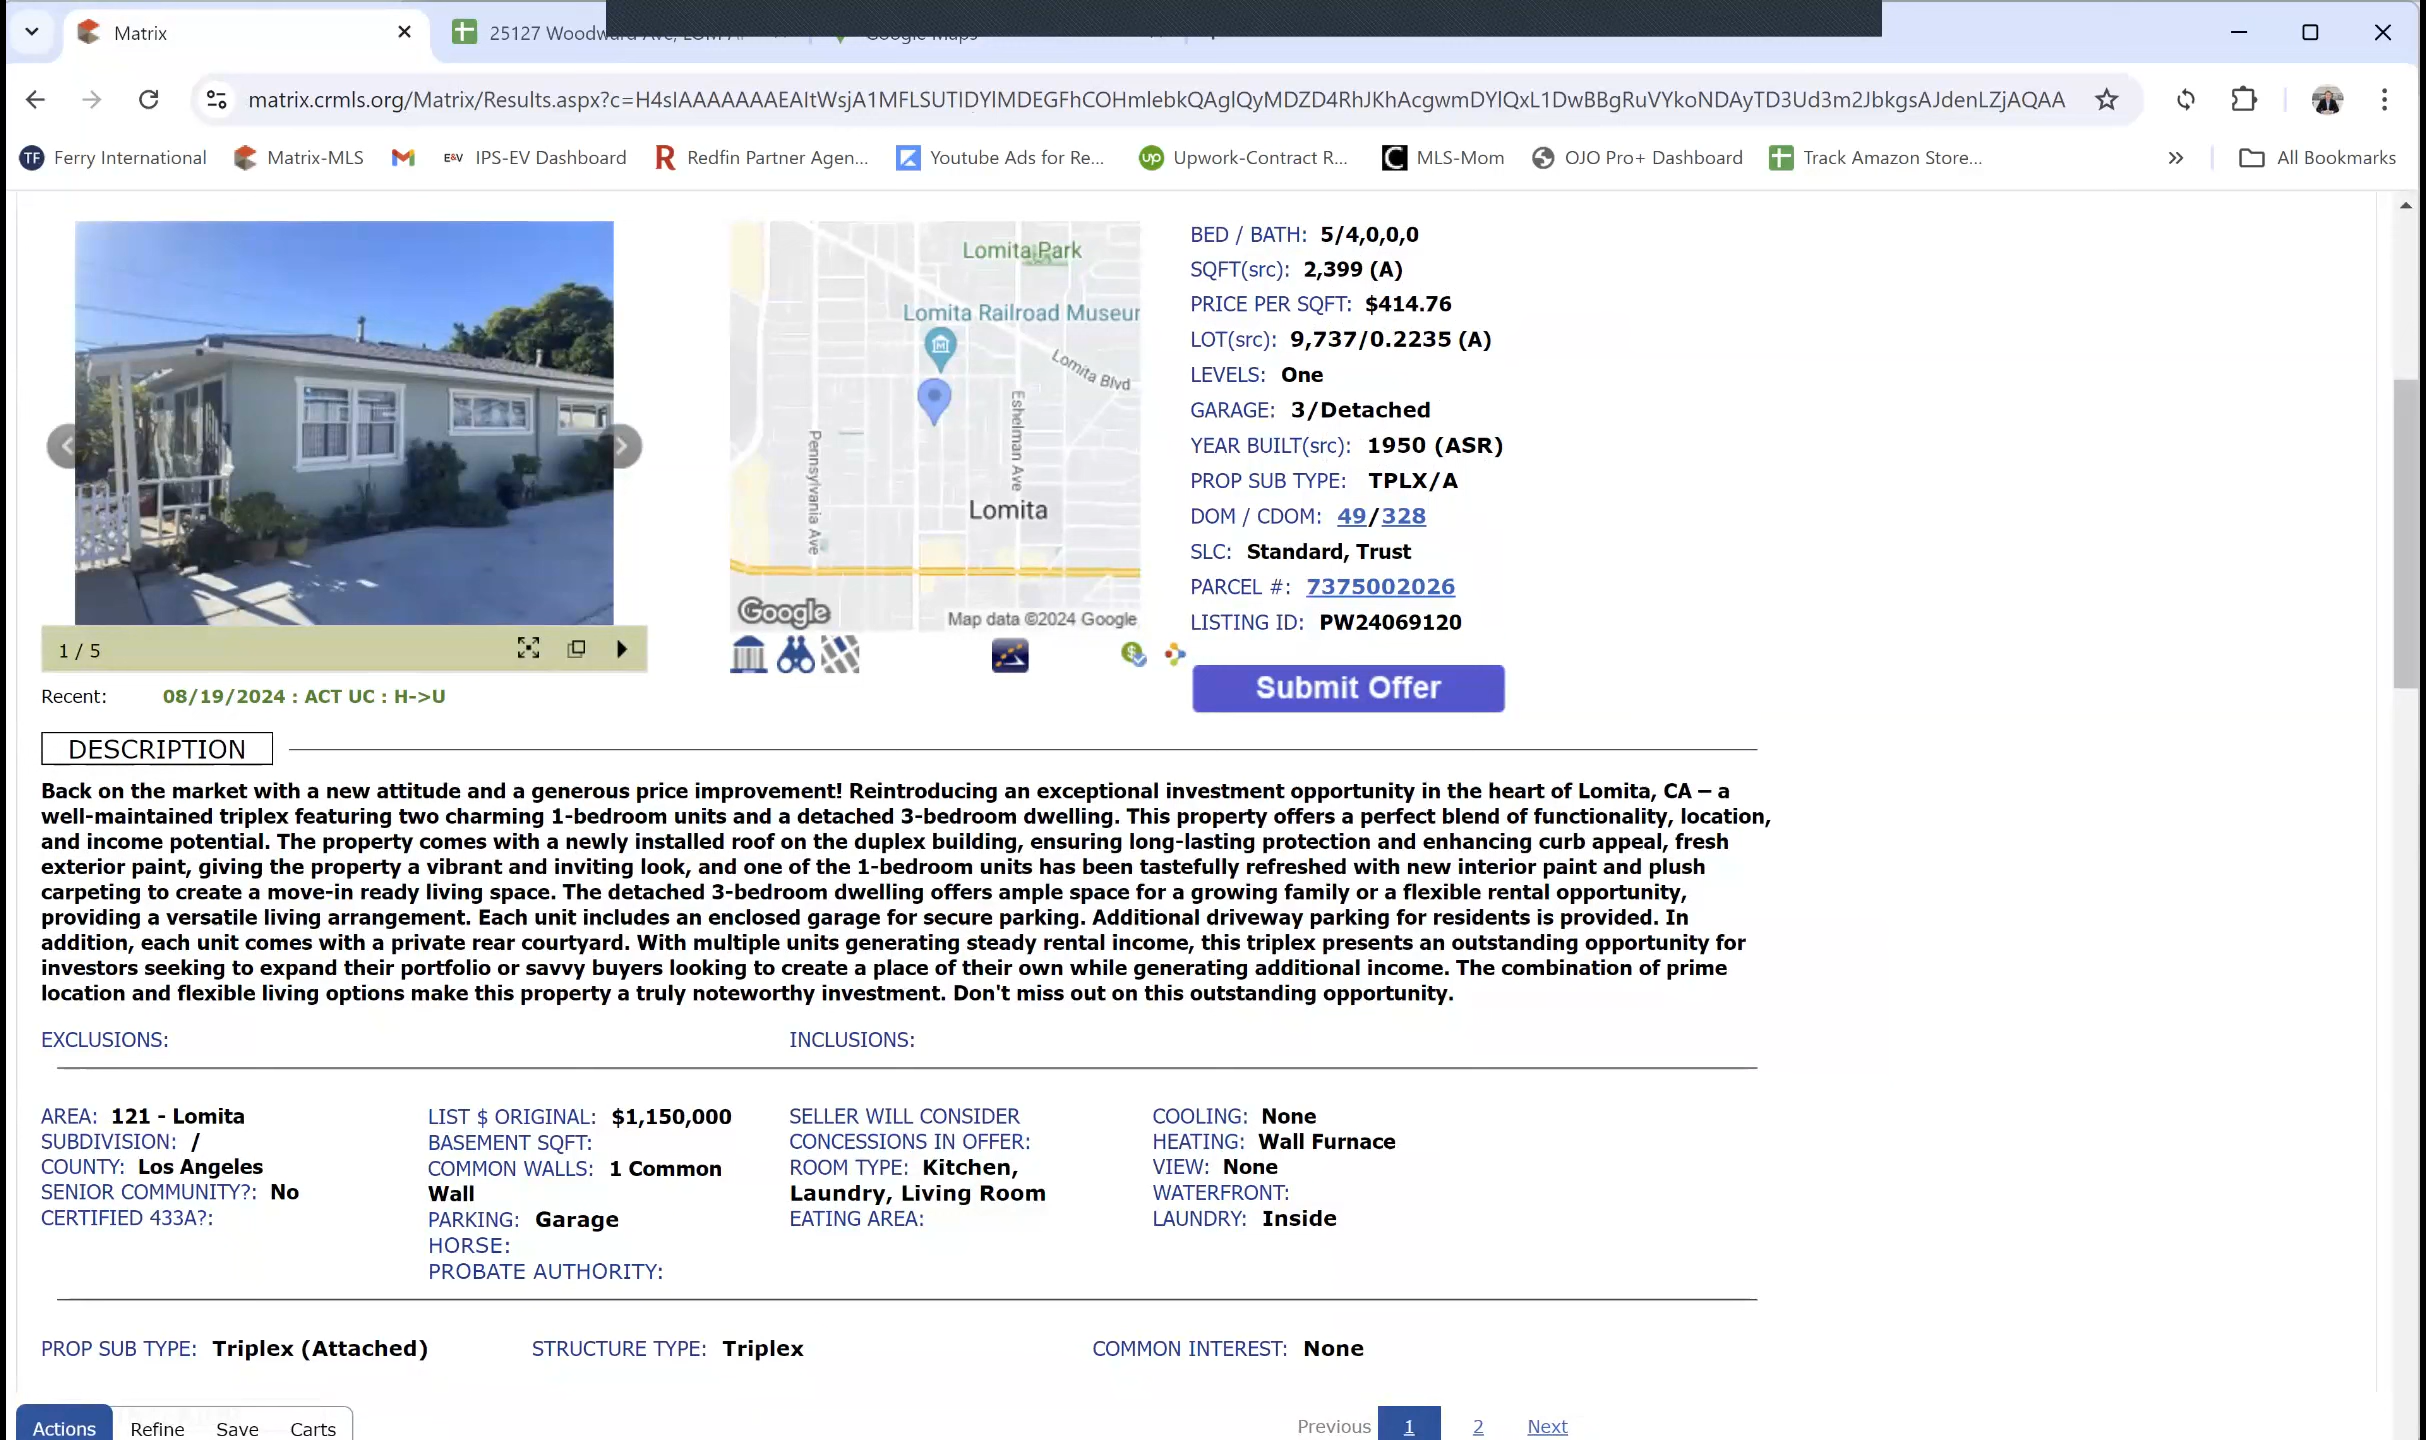 Matrix
25127 Woodward Ave, LOM
Google Maps
matrix.crmls.org/Matrix/Results.aspx?c=H4sIAAAAAAAEAItWsjA1MFLSUTIDYlMDEGFhCOHmlebkQAglQyMDZD4RhJKhAcgwmDYlQxL1DwBBgRuVYkoNDAyTD3Ud3m2JbkgsAJdenLZjAQAA
TF Ferry International
Matrix-MLS
E&V IPS-EV Dashboard
R Redfin Partner Agen...
Youtube Ads for Re...
up Upwork-Contract R...
C MLS-Mom
OJO Pro+ Dashboard
Track Amazon Store...
All Bookmarks
Lomita Park
Lomita Railroad Museur
Lomita Blvd
Eshelman Ave
Pennsylvania Ave
Lomita
Google
Map data ©2024 Google
BED / BATH: 5/4,0,0,0
SQFT(src): 2,399 (A)
PRICE PER SQFT: $414.76
LOT(src): 9,737/0.2235 (A)
LEVELS: One
GARAGE: 3/Detached
YEAR BUILT(src): 1950 (ASR)
PROP SUB TYPE: TPLX/A
DOM / CDOM: 49/328
SLC: Standard, Trust
PARCEL #: 7375002026
LISTING ID: PW24069120
Submit Offer
1 / 5
Recent: 08/19/2024 : ACT UC : H->U
DESCRIPTION
Back on the market with a new attitude and a generous price improvement! Reintroducing an exceptional investment opportunity in the heart of Lomita, CA – a
well-maintained triplex featuring two charming 1-bedroom units and a detached 3-bedroom dwelling. This property offers a perfect blend of functionality, location,
and income potential. The property comes with a newly installed roof on the duplex building, ensuring long-lasting protection and enhancing curb appeal, fresh
exterior paint, giving the property a vibrant and inviting look, and one of the 1-bedroom units has been tastefully refreshed with new interior paint and plush
carpeting to create a move-in ready living space. The detached 3-bedroom dwelling offers ample space for a growing family or a flexible rental opportunity,
providing a versatile living arrangement. Each unit includes an enclosed garage for secure parking. Additional driveway parking for residents is provided. In
addition, each unit comes with a private rear courtyard. With multiple units generating steady rental income, this triplex presents an outstanding opportunity for
investors seeking to expand their portfolio or savvy buyers looking to create a place of their own while generating additional income. The combination of prime
location and flexible living options make this property a truly noteworthy investment. Don't miss out on this outstanding opportunity.
EXCLUSIONS:
INCLUSIONS:
AREA: 121 - Lomita
SUBDIVISION: /
COUNTY: Los Angeles
SENIOR COMMUNITY?: No
CERTIFIED 433A?:
LIST $ ORIGINAL: $1,150,000
BASEMENT SQFT:
COMMON WALLS: 1 Common
Wall
PARKING: Garage
HORSE:
PROBATE AUTHORITY:
SELLER WILL CONSIDER
CONCESSIONS IN OFFER:
ROOM TYPE: Kitchen,
Laundry, Living Room
EATING AREA:
COOLING: None
HEATING: Wall Furnace
VIEW: None
WATERFRONT:
LAUNDRY: Inside
PROP SUB TYPE: Triplex (Attached)
STRUCTURE TYPE: Triplex
COMMON INTEREST: None
Actions Refine Save Carts
Previous 1 2 Next